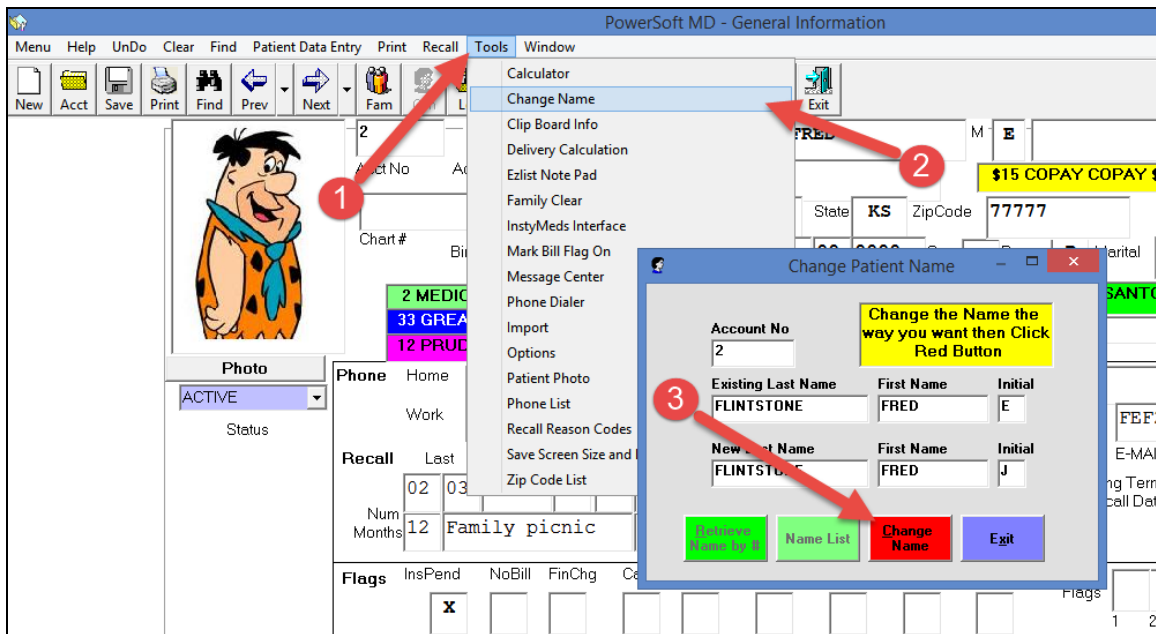 PowerSoft MD - General Information
Menu Help UnDo Clear Find Patient Data Entry Print Recall Tools Window
New Acct Save Print Find Prev Next Fam Exit
Calculator
Change Name
Clip Board Info
Delivery Calculation
Ezlist Note Pad
Family Clear
InstyMeds Interface
Mark Bill Flag On
Message Center
Phone Dialer
Import
Options
Patient Photo
Phone List
Recall Reason Codes
Save Screen Size and
Zip Code List
1
2
3
2
FRED M E
Acct No
$15 COPAY COPAY
State KS ZipCode 77777
Chart #
Marital
2 MEDIC
33 GREA
12 PRUD
SANTO
Photo
ACTIVE
Status
Phone Home
Work
Recall Last
02 03
Num
Months 12 Family picnic
Flags InsPend NoBill FinChg
X
E-MAI
Flags
1 2
Change Patient Name
Change the Name the
way you want then Click
Red Button
Account No
2
Existing Last Name First Name Initial
FLINTSTONE FRED E
New Last Name First Name Initial
FLINTSTONE FRED J
Retrieve
Name by #
Name List
Change
Name
Exit